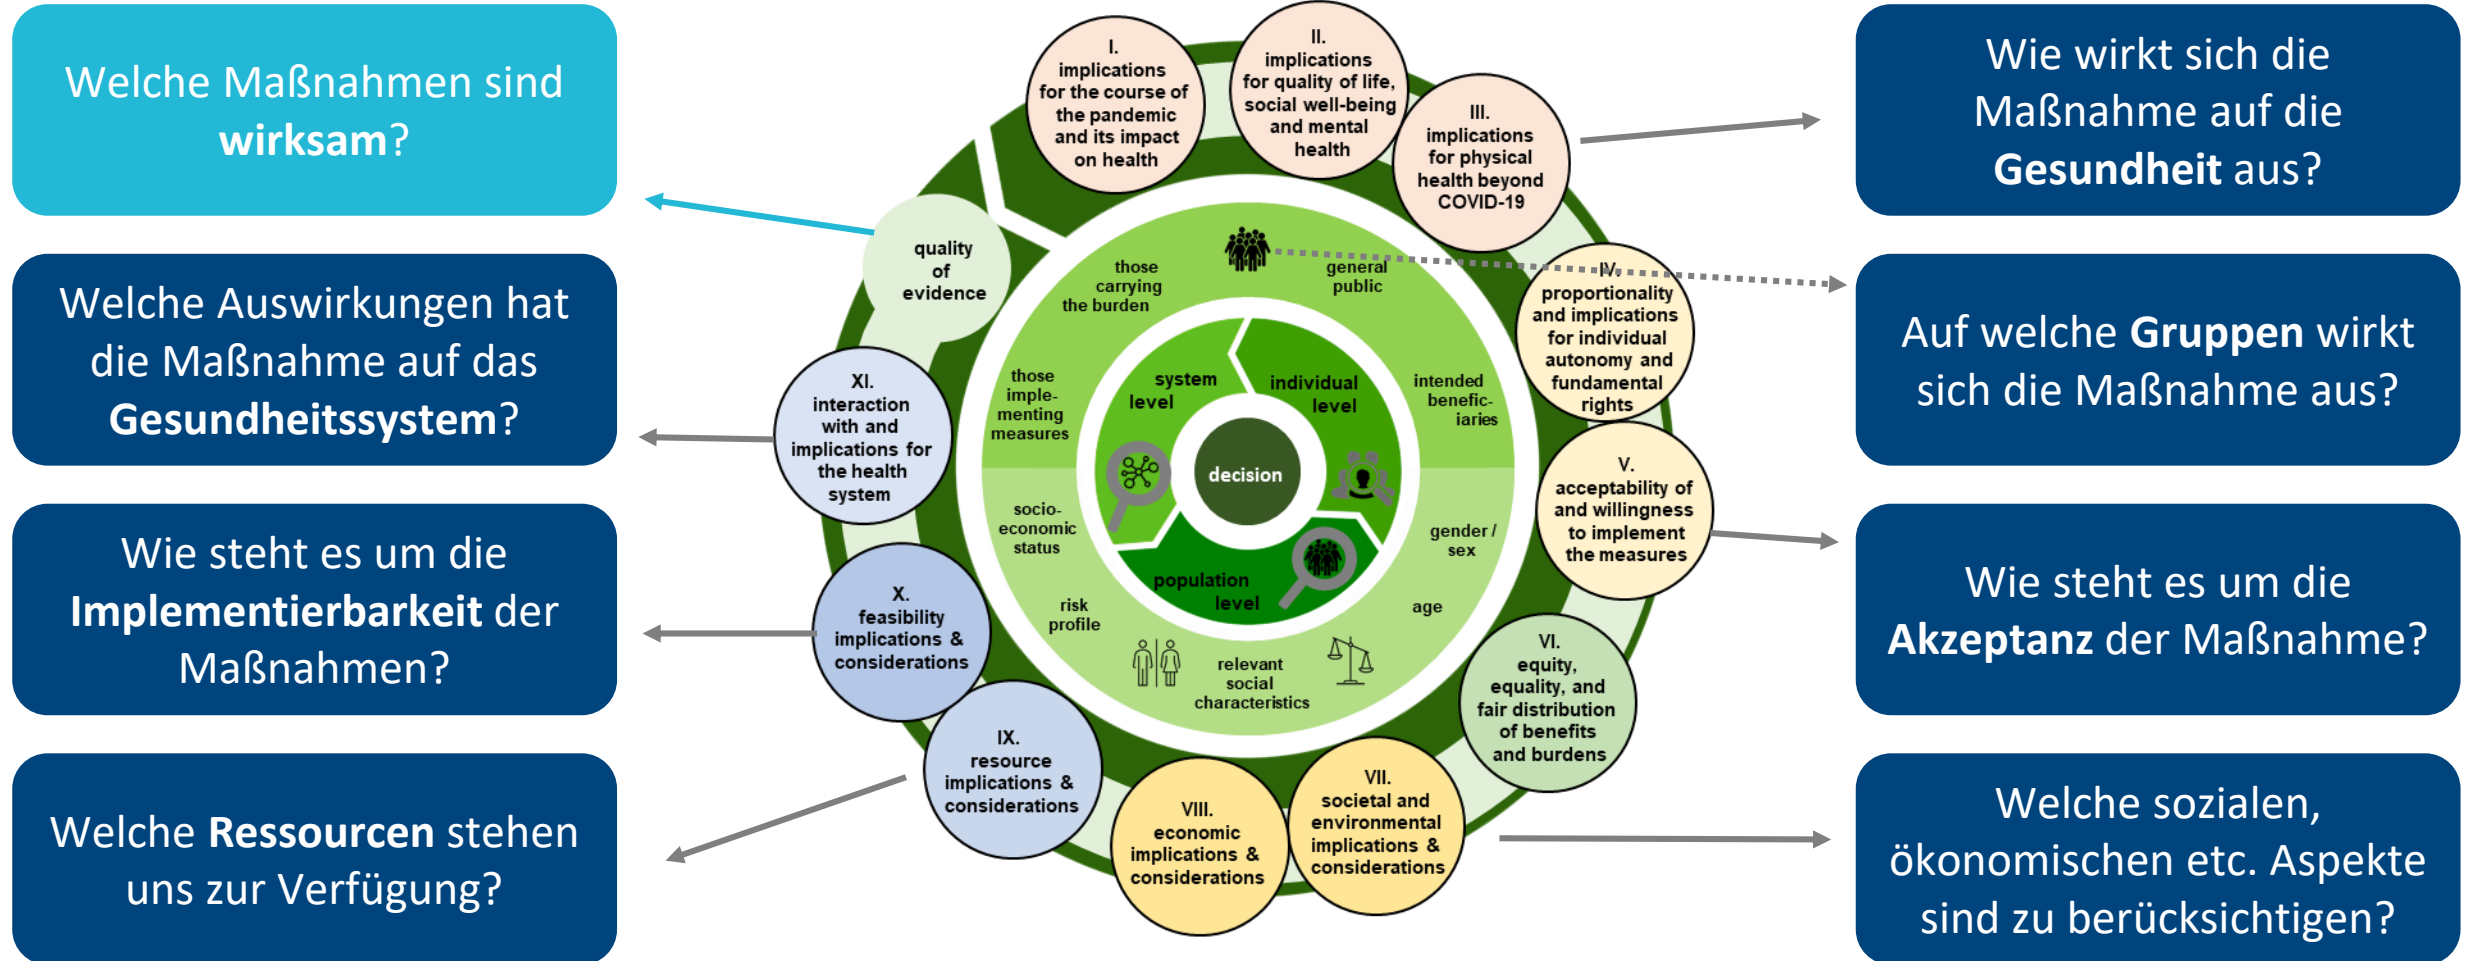 Welche Maßnahmen sind
wirksam?
Welche Auswirkungen hat
die Maßnahme auf das
Gesundheitssystem?
Wie steht es um die
Implementierbarkeit der
Maßnahmen?
Welche Ressourcen stehen
uns zur Verfügung?
I.
implications
for the course of
the pandemic
and its impact
on health
II.
implications
for quality of life,
social well-being
and mental
health
III.
implications
for physical
health beyond
COVID-19
IV.
proportionality
and implications
for individual
autonomy and
fundamental
rights
V.
acceptability of
and willingness
to implement
the measures
VI.
equity,
equality, and
fair distribution
of benefits
and burdens
VII.
societal and
environmental
implications &
considerations
VIII.
economic
implications &
considerations
IX.
resource
implications &
considerations
X.
feasibility
implications &
considerations
XI.
interaction
with and
implications for
the health
system
quality
of
evidence
those
carrying
the burden
general
public
those
imple-
menting
measures
intended
benefic-
iaries
socio-
economic
status
gender /
sex
risk
profile
age
relevant
social
characteristics
system
level
individual
level
population
level
decision
Wie wirkt sich die
Maßnahme auf die
Gesundheit aus?
Auf welche Gruppen wirkt
sich die Maßnahme aus?
Wie steht es um die
Akzeptanz der Maßnahme?
Welche sozialen,
ökonomischen etc. Aspekte
sind zu berücksichtigen?